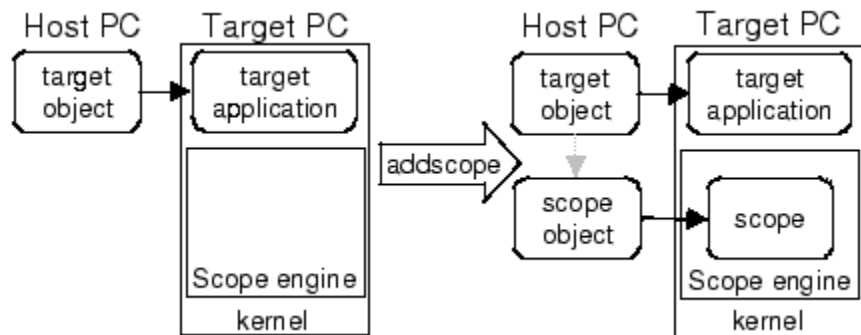 Host PC
Target PC
target
object
target
application
Scope engine
kernel
addscope
Host PC
Target PC
target
object
target
application
scope
object
scope
Scope engine
kernel